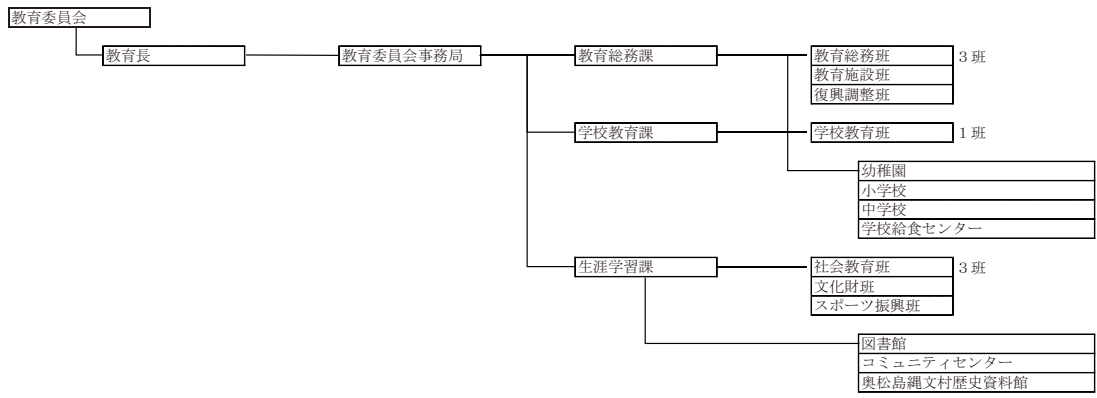 教育委員会
教育長
教育委員会事務局
教育総務課
教育総務班
3班
教育施設班
復興調整班
学校教育課
学校教育班
1班
幼稚園
小学校
中学校
学校給食センター
生涯学習課
社会教育班
3班
文化財班
スポーツ振興班
図書館
コミュニティセンター
奥松島縄文村歴史資料館